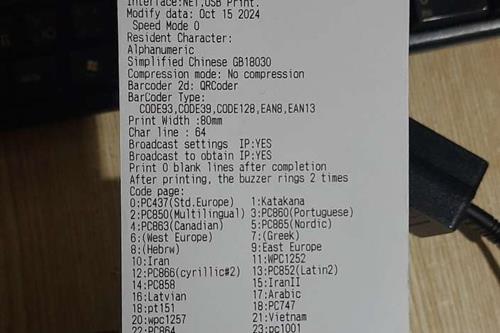 Interface:NET,USB Print.
Modify data: Oct 15 2024
Speed Mode 0
Resident Character:
Alphanumeric
Simplified Chinese GB18030
Compression mode: No compression
Barcoder 2d: QRCoder
BarCoder Type:
CODE93,CODE39,CODE128,EAN8,EAN13
Print Width :80mm
Char line : 64
Broadcast settings IP:YES
Broadcast to obtain IP:YES
Print 0 blank lines after completion
After printing, the buzzer rings 2 times
Code page:
0:PC437(Std.Europe) 1:Katakana
2:PC850(Multilingual) 3:PC860(Portuguese)
4:PC863(Canadian) 5:PC865(Nordic)
6:(West Europe) 7:(Greek)
8:(Hebrw) 9:East Europe
10:Iran 11:WPC1252
12:PC866(cyrillic#2) 13:PC852(Latin2)
14:PC858 15:IranII
16:Latvian 17:Arabic
18:pt151 18:PC747
20:wpc1257 21:Vietnam
22:PC864 23:pc1001